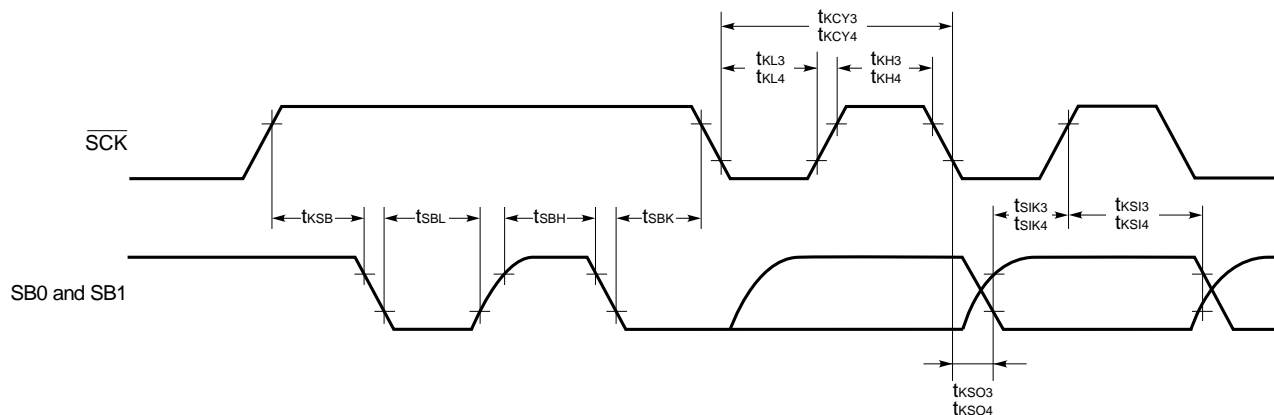 tKCY3
tKCY4
tKL3
tKL4
tKH3
tKH4
SCK
tKSB
tSBL
tSBH
tSBK
tSIK3
tSIK4
tKSI3
tKSI4
SB0 and SB1
tKSO3
tKSO4